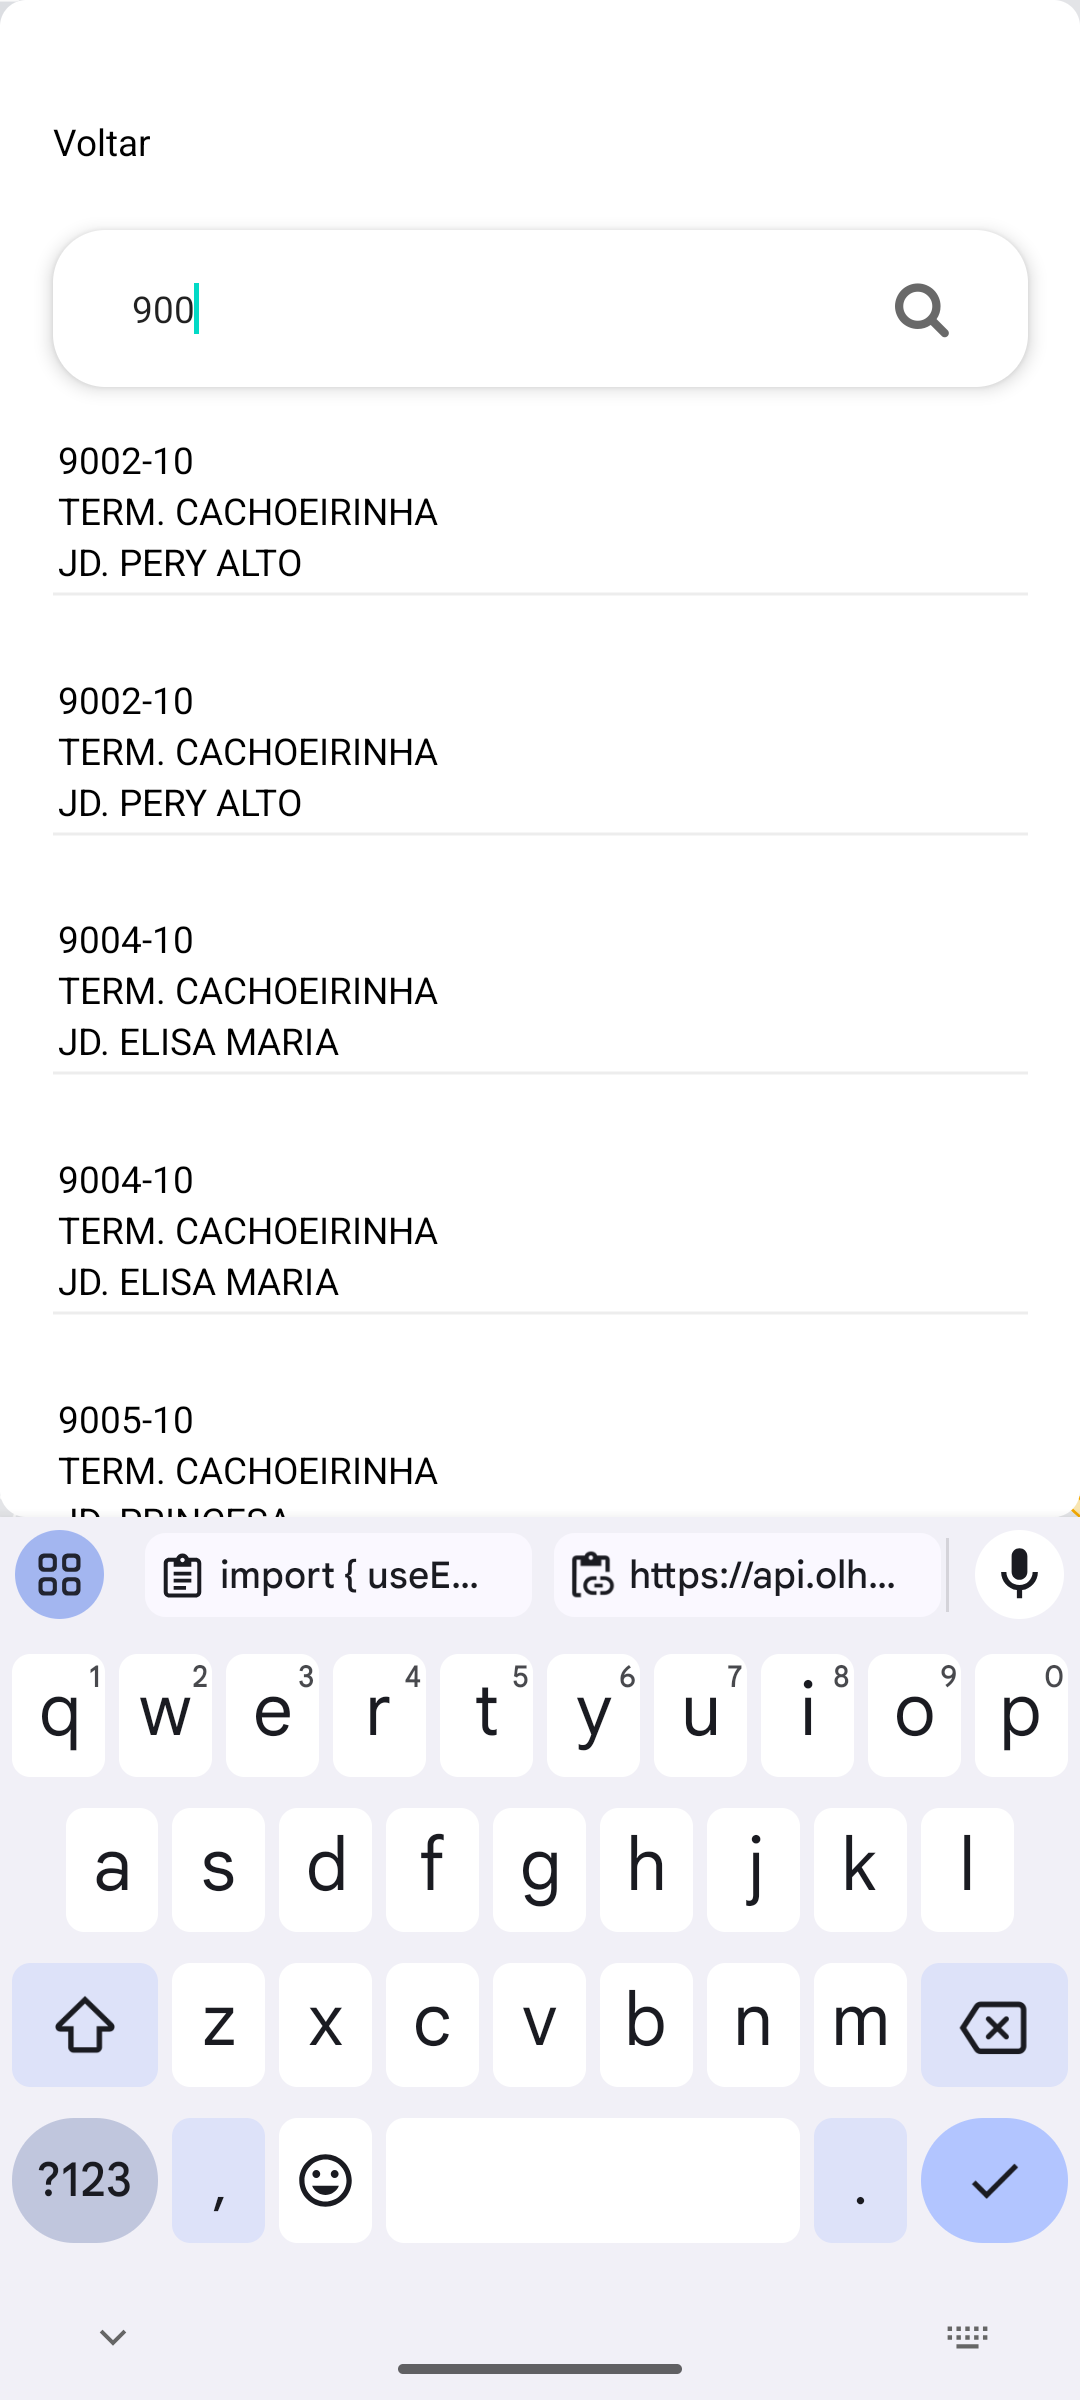 Voltar
900
9002-10
TERM. CACHOEIRINHA
JD. PERY ALTO
9002-10
TERM. CACHOEIRINHA
JD. PERY ALTO
9004-10
TERM. CACHOEIRINHA
JD. ELISA MARIA
9004-10
TERM. CACHOEIRINHA
JD. ELISA MARIA
9005-10
TERM. CACHOEIRINHA
JD. PRINCESA
import { useE... https://api.olh...
1 2 3 4 5 6 7 8 9 0
q w e r t y u i o p
a s d f g h j k l
z x c v b n m
?123 , .